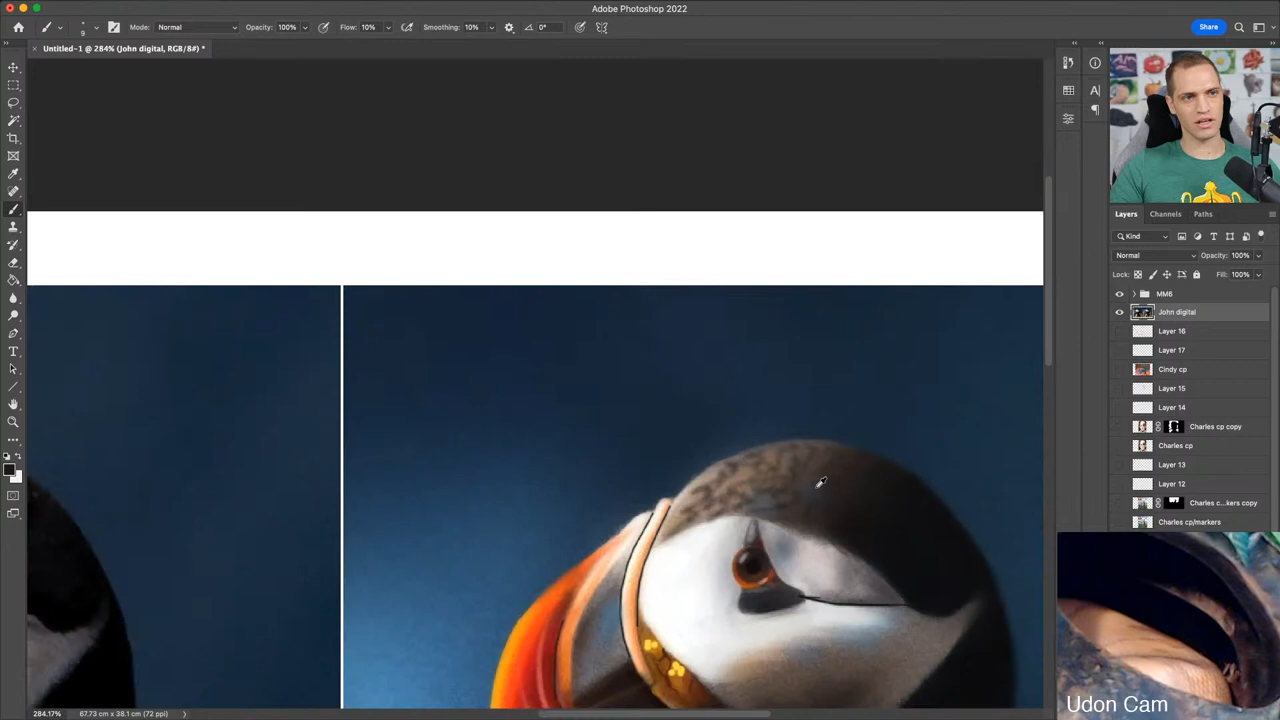 Adobe Photoshop 2022
9 Mode: Normal Opacity: 100% Flow: 10% Smoothing: 10% 0° Share
Untitled-1 @ 284% (John digital, RGB/8#) *
Layers Channels Paths
Kind
Normal Opacity: 100%
Lock: Fill: 100%
MM6
John digital
Layer 16
Layer 17
Cindy cp
Layer 15
Layer 14
Charles cp copy
Charles cp
Layer 13
Layer 12
Charles c...kers copy
Charles cp/markers
Udon Cam
284.17% 67.73 cm x 38.1 cm (72 ppi)